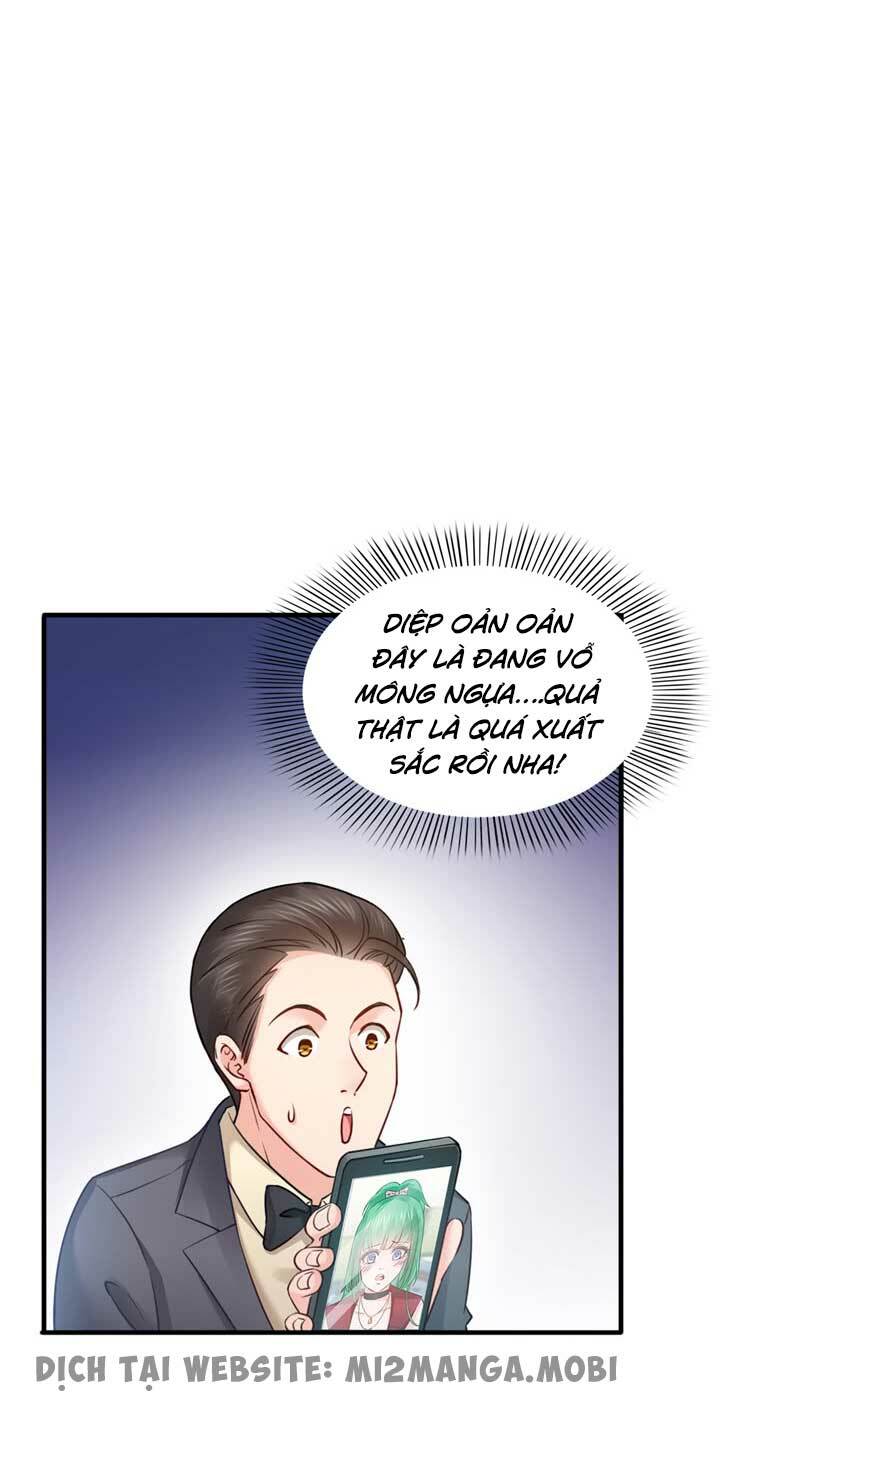 DIỆP OẢN OẢN
ĐÂY LÀ ĐANG VỖ
MÔNG NGỰA....QUẢ
THẬT LÀ QUÁ XUẤT
SẮC RỒI NHA!
DỊCH TẠI WEBSITE: MI2MANGA.MOBI